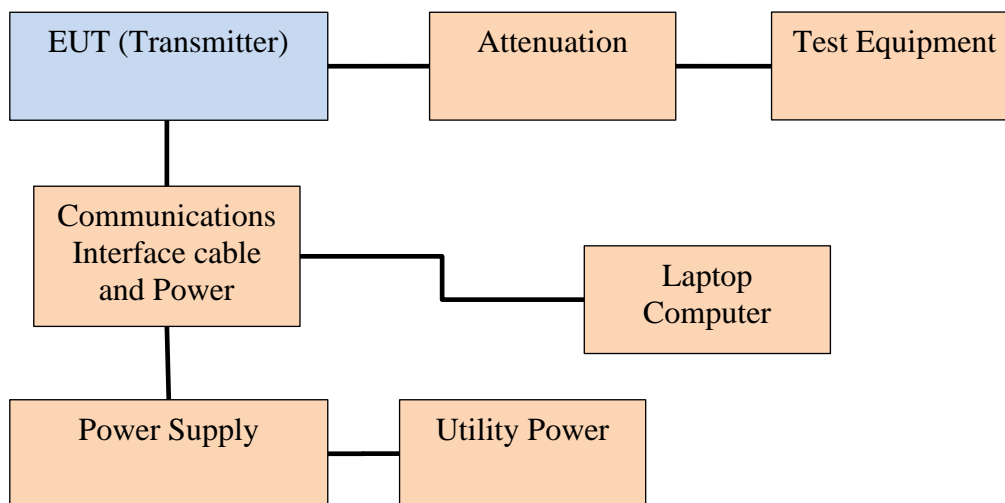 EUT (Transmitter)
Attenuation
Test Equipment
Communications
Interface cable
and Power
Laptop
Computer
Power Supply
Utility Power